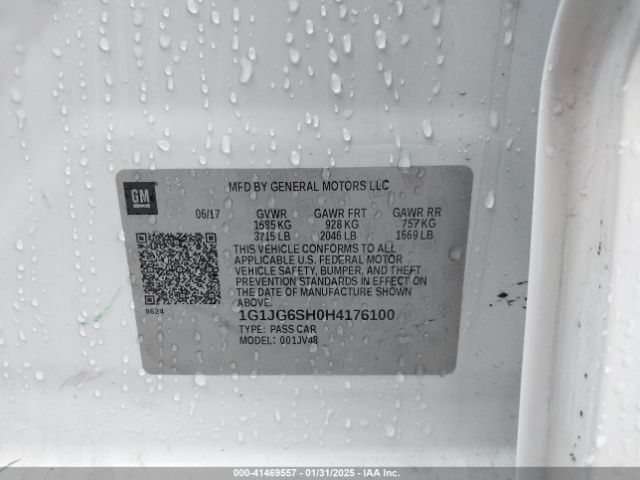 GM
MFD BY GENERAL MOTORS LLC
06/17 GVWR GAWR FRT GAWR RR
1685 KG 928 KG 757 KG
3715 LB 2046 LB 1669 LB
THIS VEHICLE CONFORMS TO ALL
APPLICABLE U.S. FEDERAL MOTOR
VEHICLE SAFETY, BUMPER, AND THEFT
PREVENTION STANDARDS IN EFFECT ON
THE DATE OF MANUFACTURE SHOWN
ABOVE.
8624
1G1JG6SH0H4176100
TYPE: PASS CAR
MODEL: 001JV48
000-41469557 - 01/31/2025 - IAA Inc.